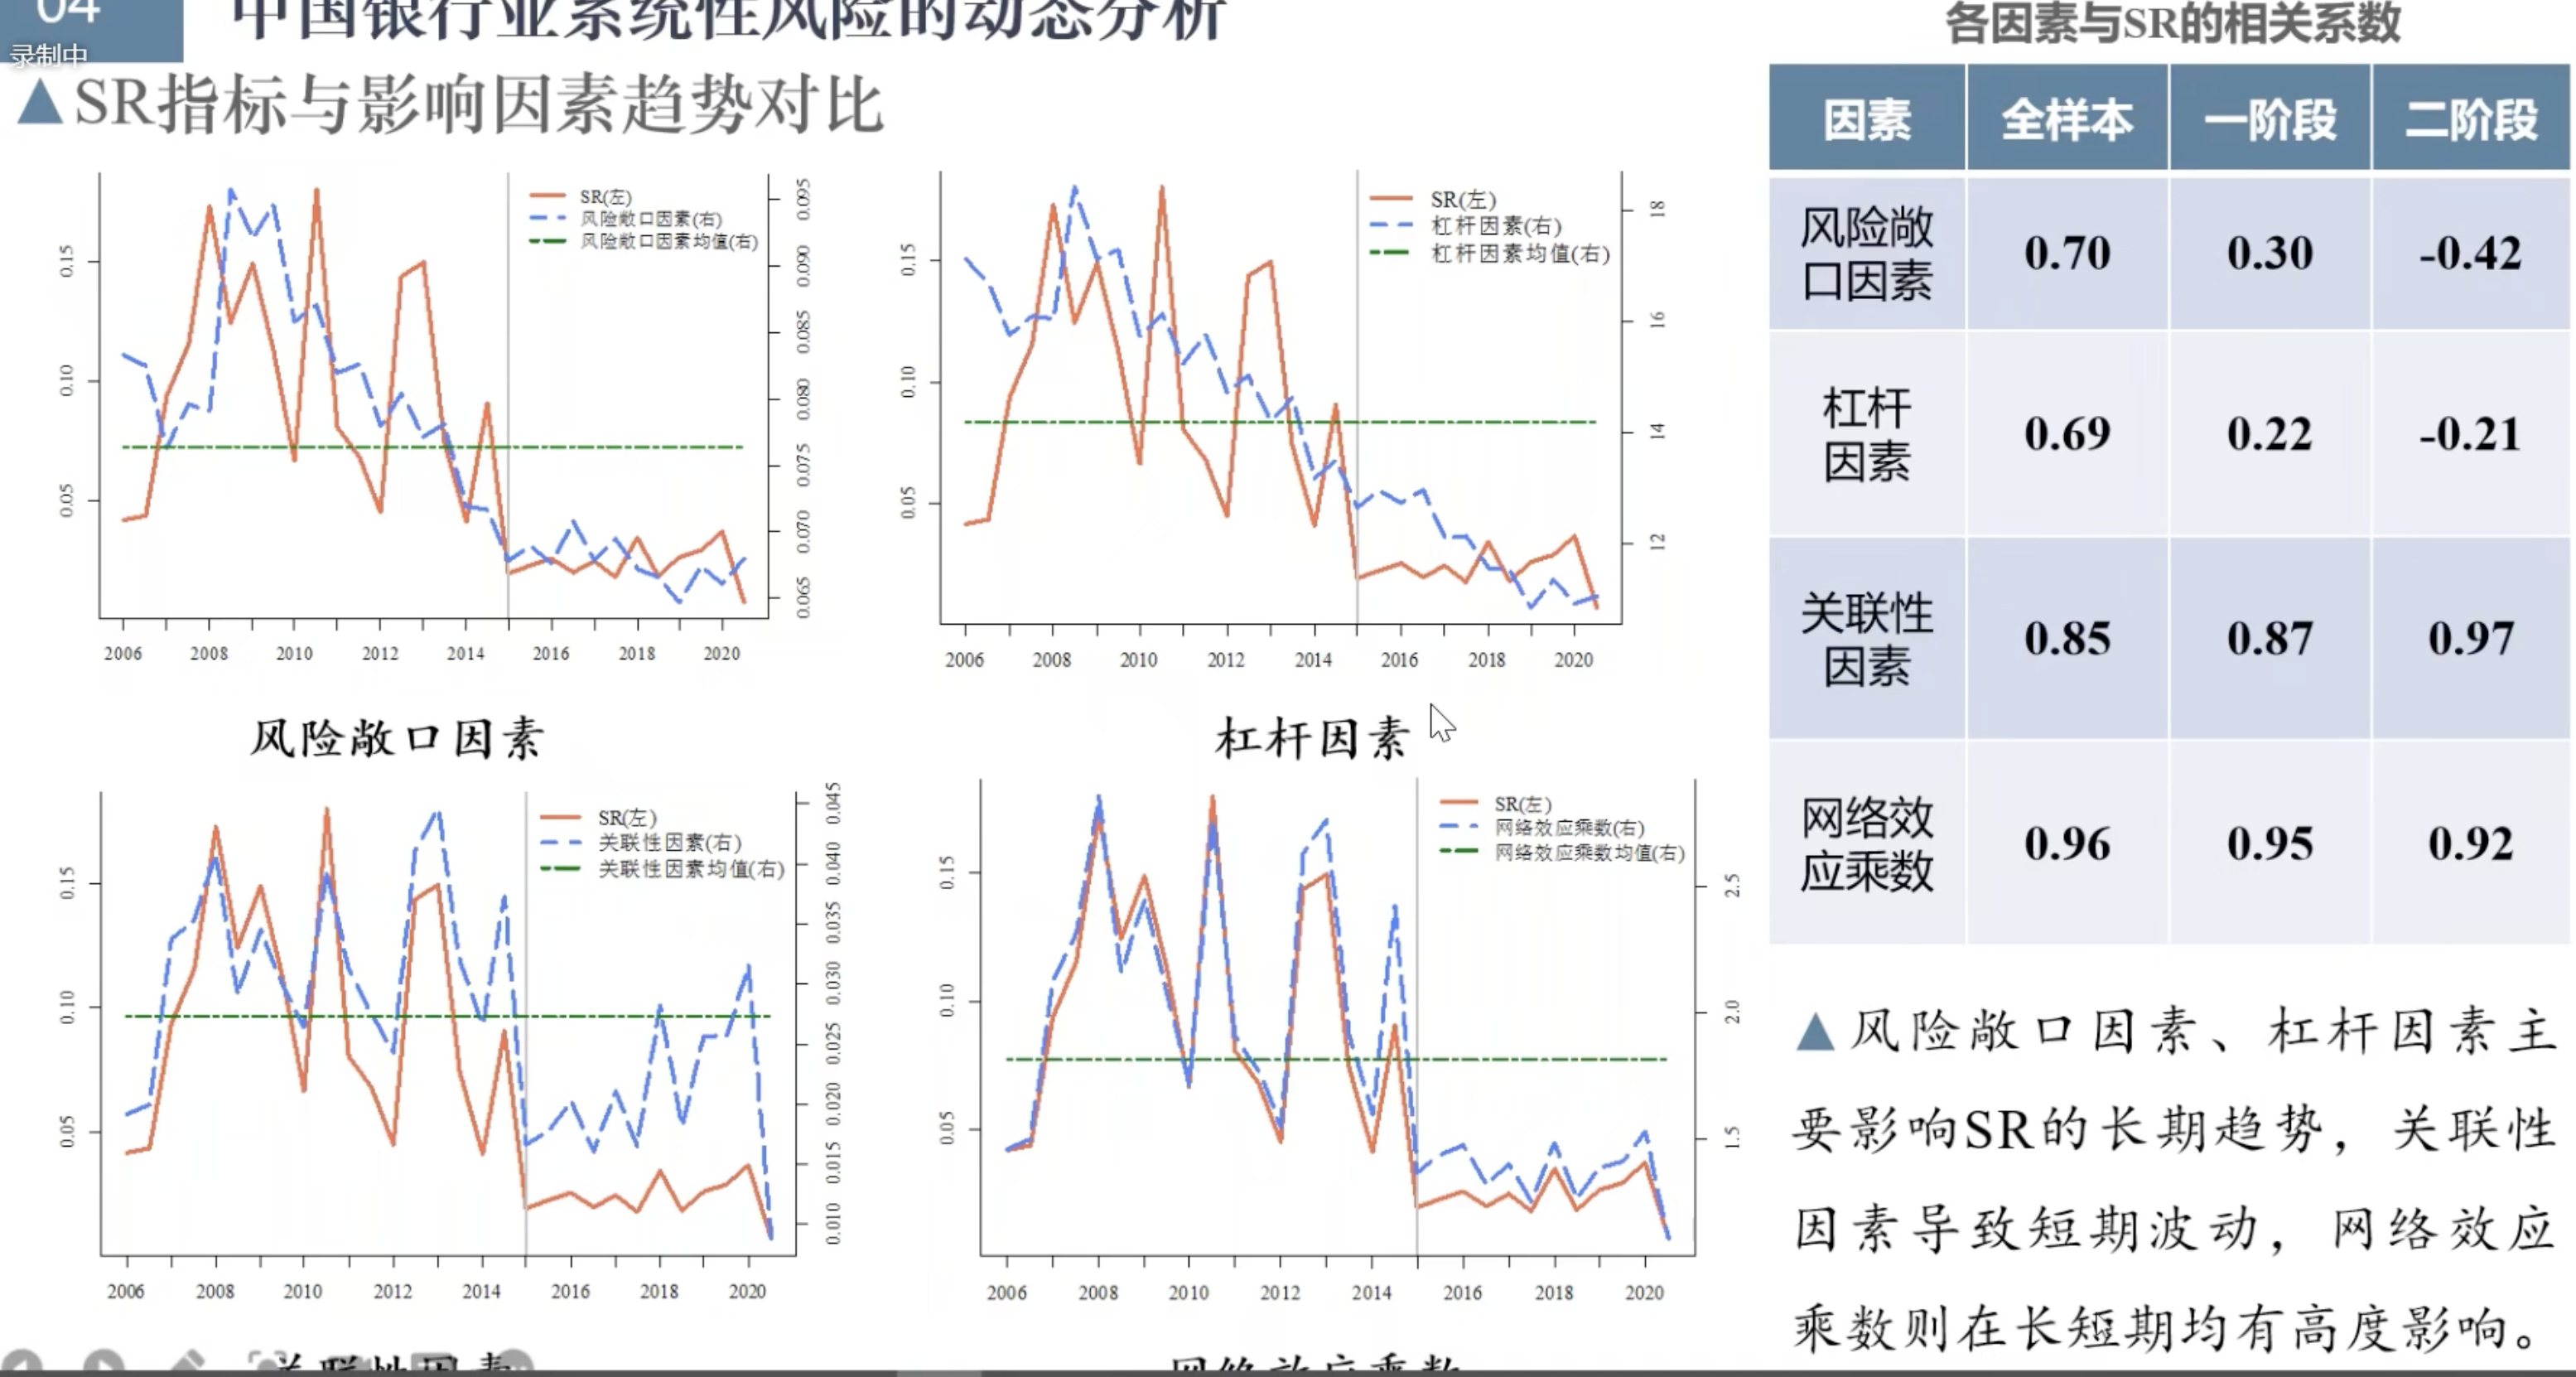 04
中国银行业系统性风险的动态分析
录制中
▲SR指标与影响因素趋势对比
SR(左)
风险敞口因素(右)
风险敞口因素均值(右)
0.15
0.10
0.05
0.095
0.090
0.085
0.080
0.075
0.070
0.065
2006 2008 2010 2012 2014 2016 2018 2020
风险敞口因素
SR(左)
杠杆因素(右)
杠杆因素均值(右)
0.15
0.10
0.05
18
16
14
12
2006 2008 2010 2012 2014 2016 2018 2020
杠杆因素
SR(左)
关联性因素(右)
关联性因素均值(右)
0.15
0.10
0.05
0.045
0.040
0.035
0.030
0.025
0.020
0.015
0.010
2006 2008 2010 2012 2014 2016 2018 2020
关联性因素
SR(左)
网络效应乘数(右)
网络效应乘数均值(右)
0.15
0.10
0.05
2.5
2.0
1.5
2006 2008 2010 2012 2014 2016 2018 2020
网络效应乘数
各因素与SR的相关系数
因素 全样本 一阶段 二阶段
风险敞
口因素 0.70 0.30 -0.42
杠杆
因素 0.69 0.22 -0.21
关联性
因素 0.85 0.87 0.97
网络效
应乘数 0.96 0.95 0.92
▲风险敞口因素、杠杆因素主
要影响SR的长期趋势，关联性
因素导致短期波动，网络效应
乘数则在长短期均有高度影响。